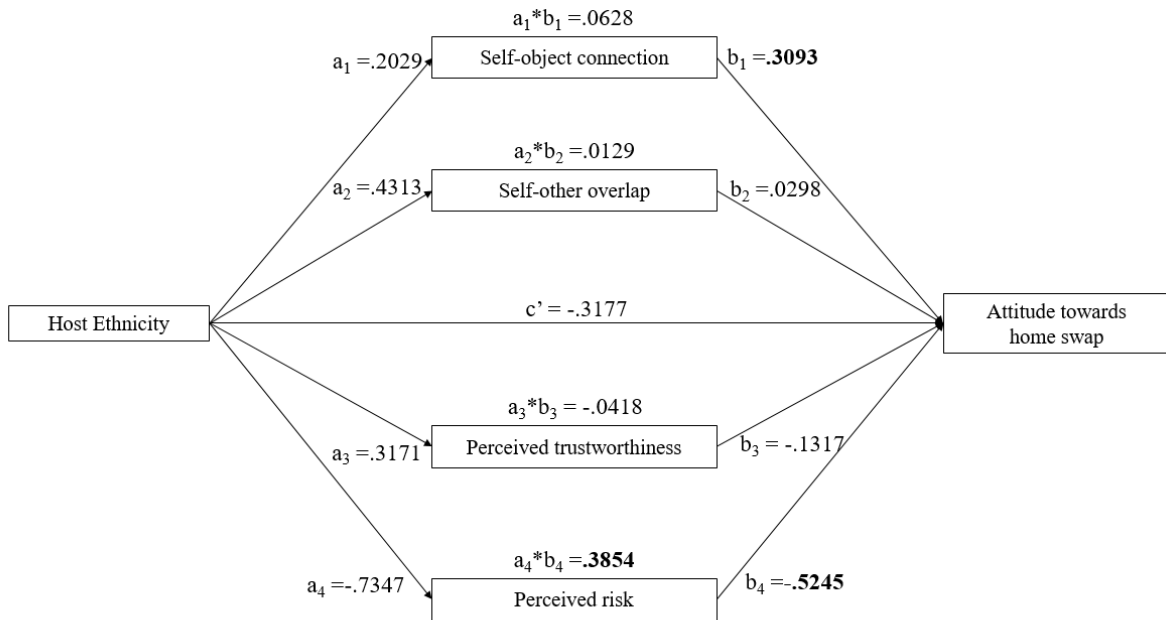 a₁*b₁ =.0628
a₁ =.2029
Self-object connection
b₁ =.3093
a₂*b₂ =.0129
a₂ =.4313
Self-other overlap
b₂ =.0298
Host Ethnicity
c’ = -.3177
Attitude towards
home swap
a₃*b₃ = -.0418
a₃ =.3171
Perceived trustworthiness
b₃ = -.1317
a₄*b₄ =.3854
a₄ =-.7347
Perceived risk
b₄ =-.5245